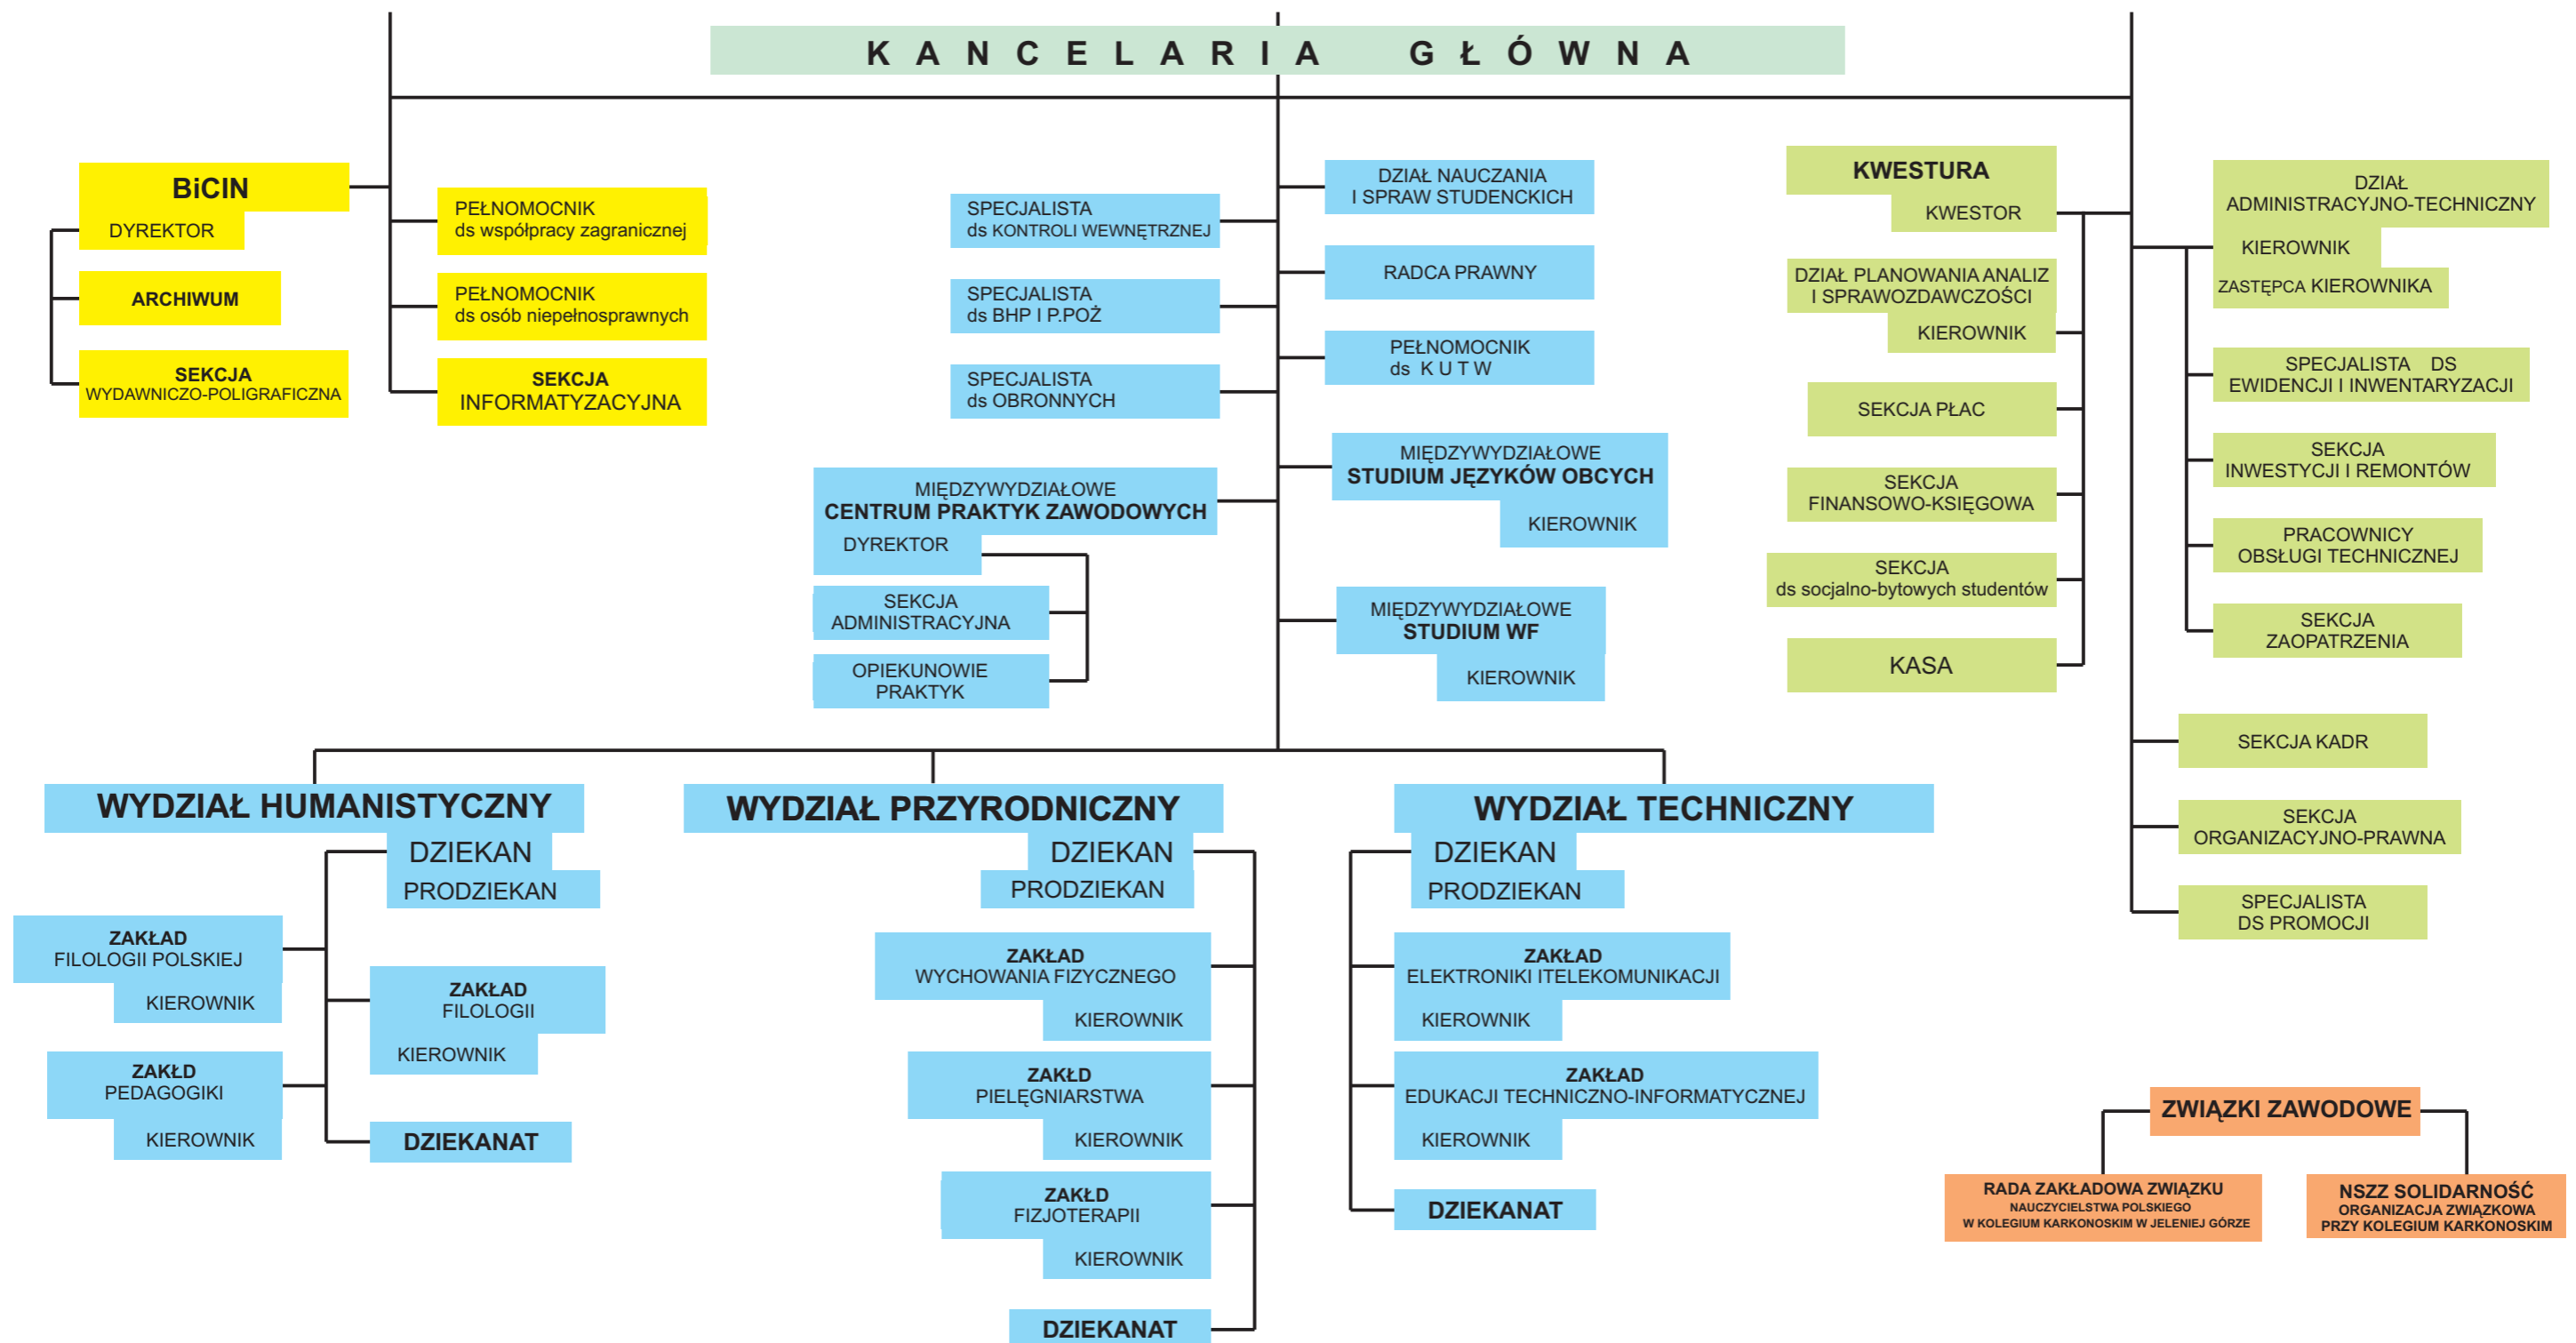 KANCELARIA GŁÓWNA
BiCIN
DYREKTOR
ARCHIWUM
SEKCJA
WYDAWNICZO-POLIGRAFICZNA
PEŁNOMOCNIK
ds współpracy zagranicznej
PEŁNOMOCNIK
ds osób niepełnosprawnych
SEKCJA
INFORMATYZACYJNA
SPECJALISTA
ds KONTROLI WEWNĘTRZNEJ
SPECJALISTA
ds BHP I P.POŻ
SPECJALISTA
ds OBRONNYCH
MIĘDZYWYDZIAŁOWE
CENTRUM PRAKTYK ZAWODOWYCH
DYREKTOR
SEKCJA
ADMINISTRACYJNA
OPIEKUNOWIE
PRAKTYK
DZIAŁ NAUCZANIA
I SPRAW STUDENCKICH
RADCA PRAWNY
PEŁNOMOCNIK
ds K U T W
MIĘDZYWYDZIAŁOWE
STUDIUM JĘZYKÓW OBCYCH
KIEROWNIK
MIĘDZYWYDZIAŁOWE
STUDIUM WF
KIEROWNIK
KWESTURA
KWESTOR
DZIAŁ PLANOWANIA ANALIZ
I SPRAWOZDAWCZOŚCI
KIEROWNIK
SEKCJA PŁAC
SEKCJA
FINANSOWO-KSIĘGOWA
SEKCJA
ds socjalno-bytowych studentów
KASA
DZIAŁ
ADMINISTRACYJNO-TECHNICZNY
KIEROWNIK
ZASTĘPCA KIEROWNIKA
SPECJALISTA DS
EWIDENCJI I INWENTARYZACJI
SEKCJA
INWESTYCJI I REMONTÓW
PRACOWNICY
OBSŁUGI TECHNICZNEJ
SEKCJA
ZAOPATRZENIA
SEKCJA KADR
SEKCJA
ORGANIZACYJNO-PRAWNA
SPECJALISTA
DS PROMOCJI
WYDZIAŁ HUMANISTYCZNY
DZIEKAN
PRODZIEKAN
ZAKŁAD
FILOLOGII POLSKIEJ
KIEROWNIK
ZAKŁAD
FILOLOGII
KIEROWNIK
ZAKŁD
PEDAGOGIKI
KIEROWNIK
DZIEKANAT
WYDZIAŁ PRZYRODNICZNY
DZIEKAN
PRODZIEKAN
ZAKŁAD
WYCHOWANIA FIZYCZNEGO
KIEROWNIK
ZAKŁD
PIELĘGNIARSTWA
KIEROWNIK
ZAKŁD
FIZJOTERAPII
KIEROWNIK
DZIEKANAT
WYDZIAŁ TECHNICZNY
DZIEKAN
PRODZIEKAN
ZAKŁAD
ELEKTRONIKI ITELEKOMUNIKACJI
KIEROWNIK
ZAKŁAD
EDUKACJI TECHNICZNO-INFORMATYCZNEJ
KIEROWNIK
DZIEKANAT
ZWIĄZKI ZAWODOWE
RADA ZAKŁADOWA ZWIĄZKU
NAUCZYCIELSTWA POLSKIEGO
W KOLEGIUM KARKONOSKIM W JELENIEJ GÓRZE
NSZZ SOLIDARNOŚĆ
ORGANIZACJA ZWIĄZKOWA
PRZY KOLEGIUM KARKONOSKIM